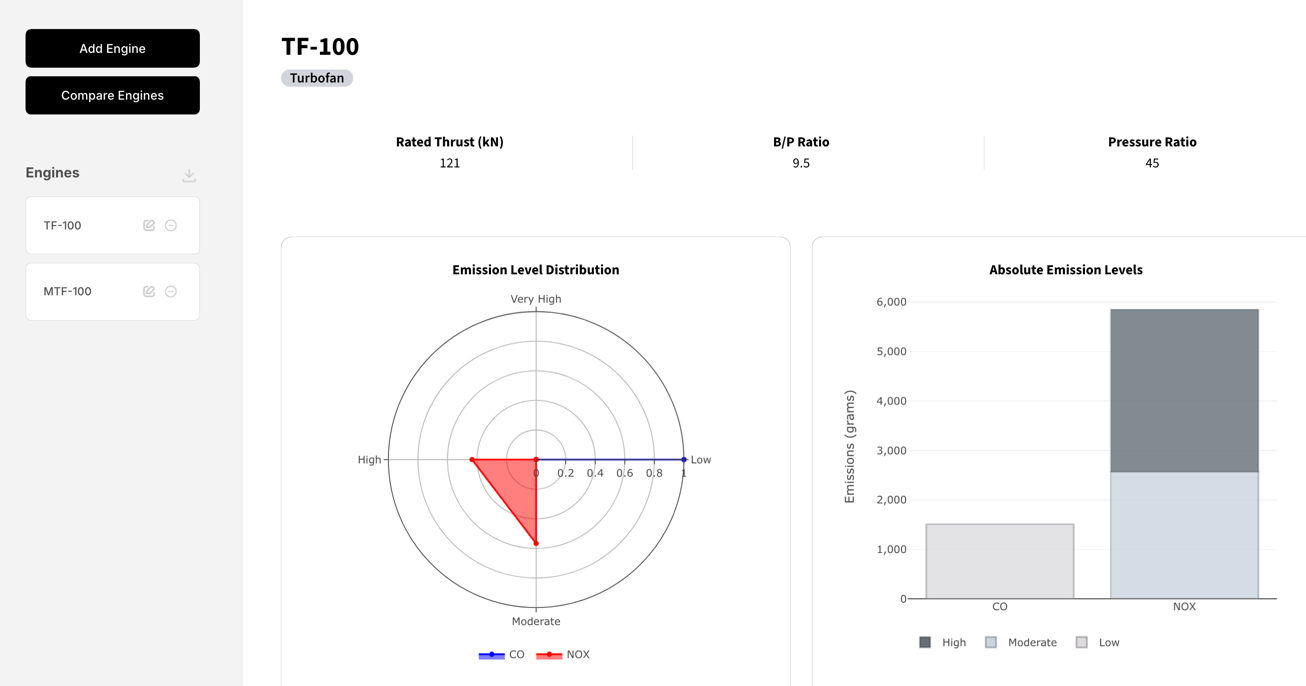 Add Engine
Compare Engines
Engines
TF-100
MTF-100
TF-100
Turbofan
Rated Thrust (kN)
121
B/P Ratio
9.5
Pressure Ratio
45
Emission Level Distribution
Very High
High
Low
0 0.2 0.4 0.6 0.8 1
Moderate
CO NOX
Absolute Emission Levels
Emissions (grams)
6,000
5,000
4,000
3,000
2,000
1,000
0
CO NOX
High Moderate Low